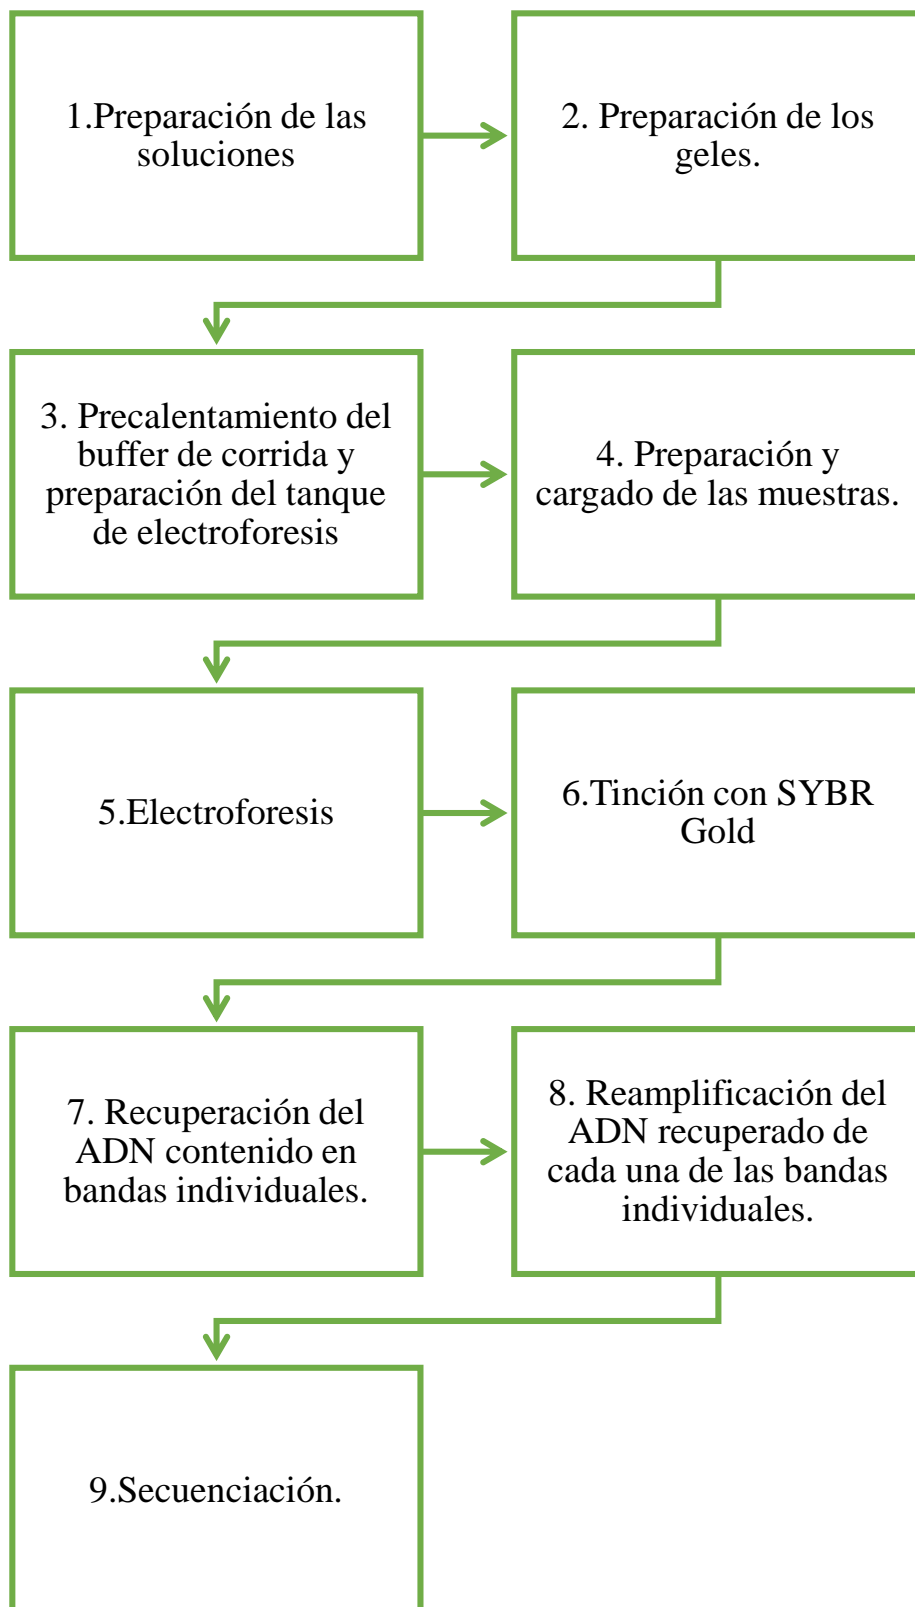 1.Preparación de las
soluciones
2. Preparación de los
geles.
3. Precalentamiento del
buffer de corrida y
preparación del tanque
de electroforesis
4. Preparación y
cargado de las muestras.
5.Electroforesis
6.Tinción con SYBR
Gold
7. Recuperación del
ADN contenido en
bandas individuales.
8. Reamplificación del
ADN recuperado de
cada una de las bandas
individuales.
9.Secuenciación.